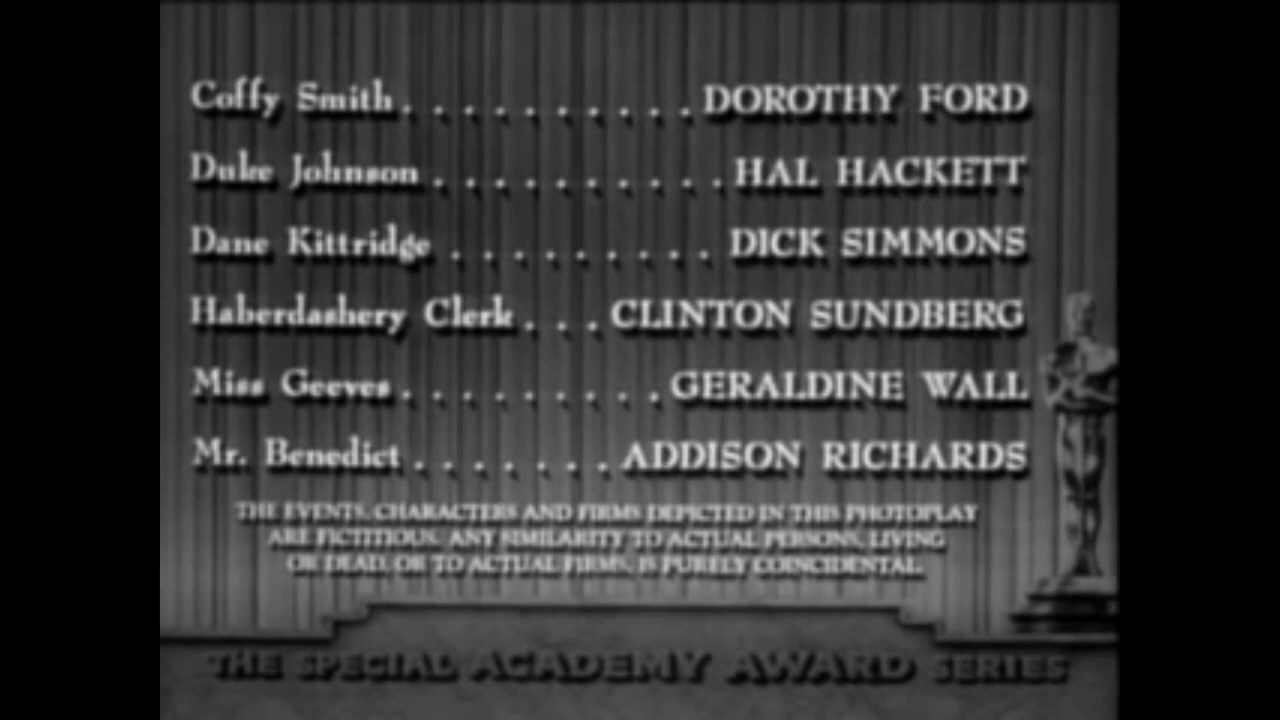 Coffy Smith. . . . . . . . . . DOROTHY FORD
Duke Johnson . . . . . . . . . . HAL HACKETT
Dane Kittridge . . . . . . . . . DICK SIMMONS
Haberdashery Clerk . . . CLINTON SUNDBERG
Miss Geeves . . . . . . . . . GERALDINE WALL
Mr. Benedict . . . . . . . ADDISON RICHARDS
THE EVENTS, CHARACTERS AND FIRMS DEPICTED IN THIS PHOTOPLAY
ARE FICTITIOUS. ANY SIMILARITY TO ACTUAL PERSONS, LIVING
OR DEAD, OR TO ACTUAL FIRMS, IS PURELY COINCIDENTAL.
THE SPECIAL ACADEMY AWARD SERIES